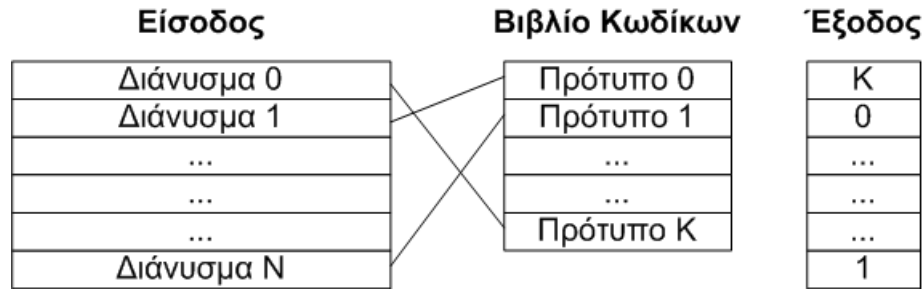 Είσοδος Βιβλίο Κωδίκων Έξοδος
Διάνυσμα 0 Πρότυπο 0 K
Διάνυσμα 1 Πρότυπο 1 0
... ... ...
... ... ...
... Πρότυπο K ...
Διάνυσμα N 1